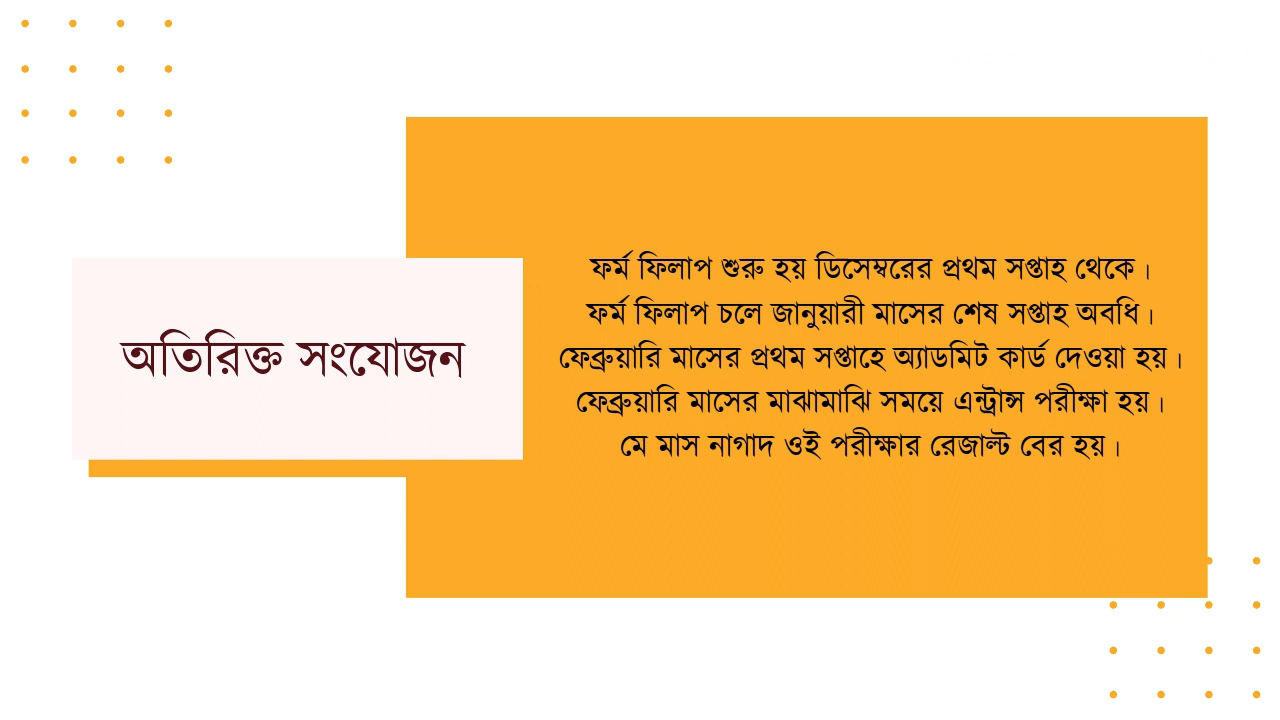 অতিরিক্ত সংযোজন
ফর্ম ফিলাপ শুরু হয় ডিসেম্বরের প্রথম সপ্তাহ থেকে।
ফর্ম ফিলাপ চলে জানুয়ারী মাসের শেষ সপ্তাহ অবধি।
ফেব্রুয়ারি মাসের প্রথম সপ্তাহে অ্যাডমিট কার্ড দেওয়া হয়।
ফেব্রুয়ারি মাসের মাঝামাঝি সময়ে এন্ট্রান্স পরীক্ষা হয়।
মে মাস নাগাদ ওই পরীক্ষার রেজাল্ট বের হয়।